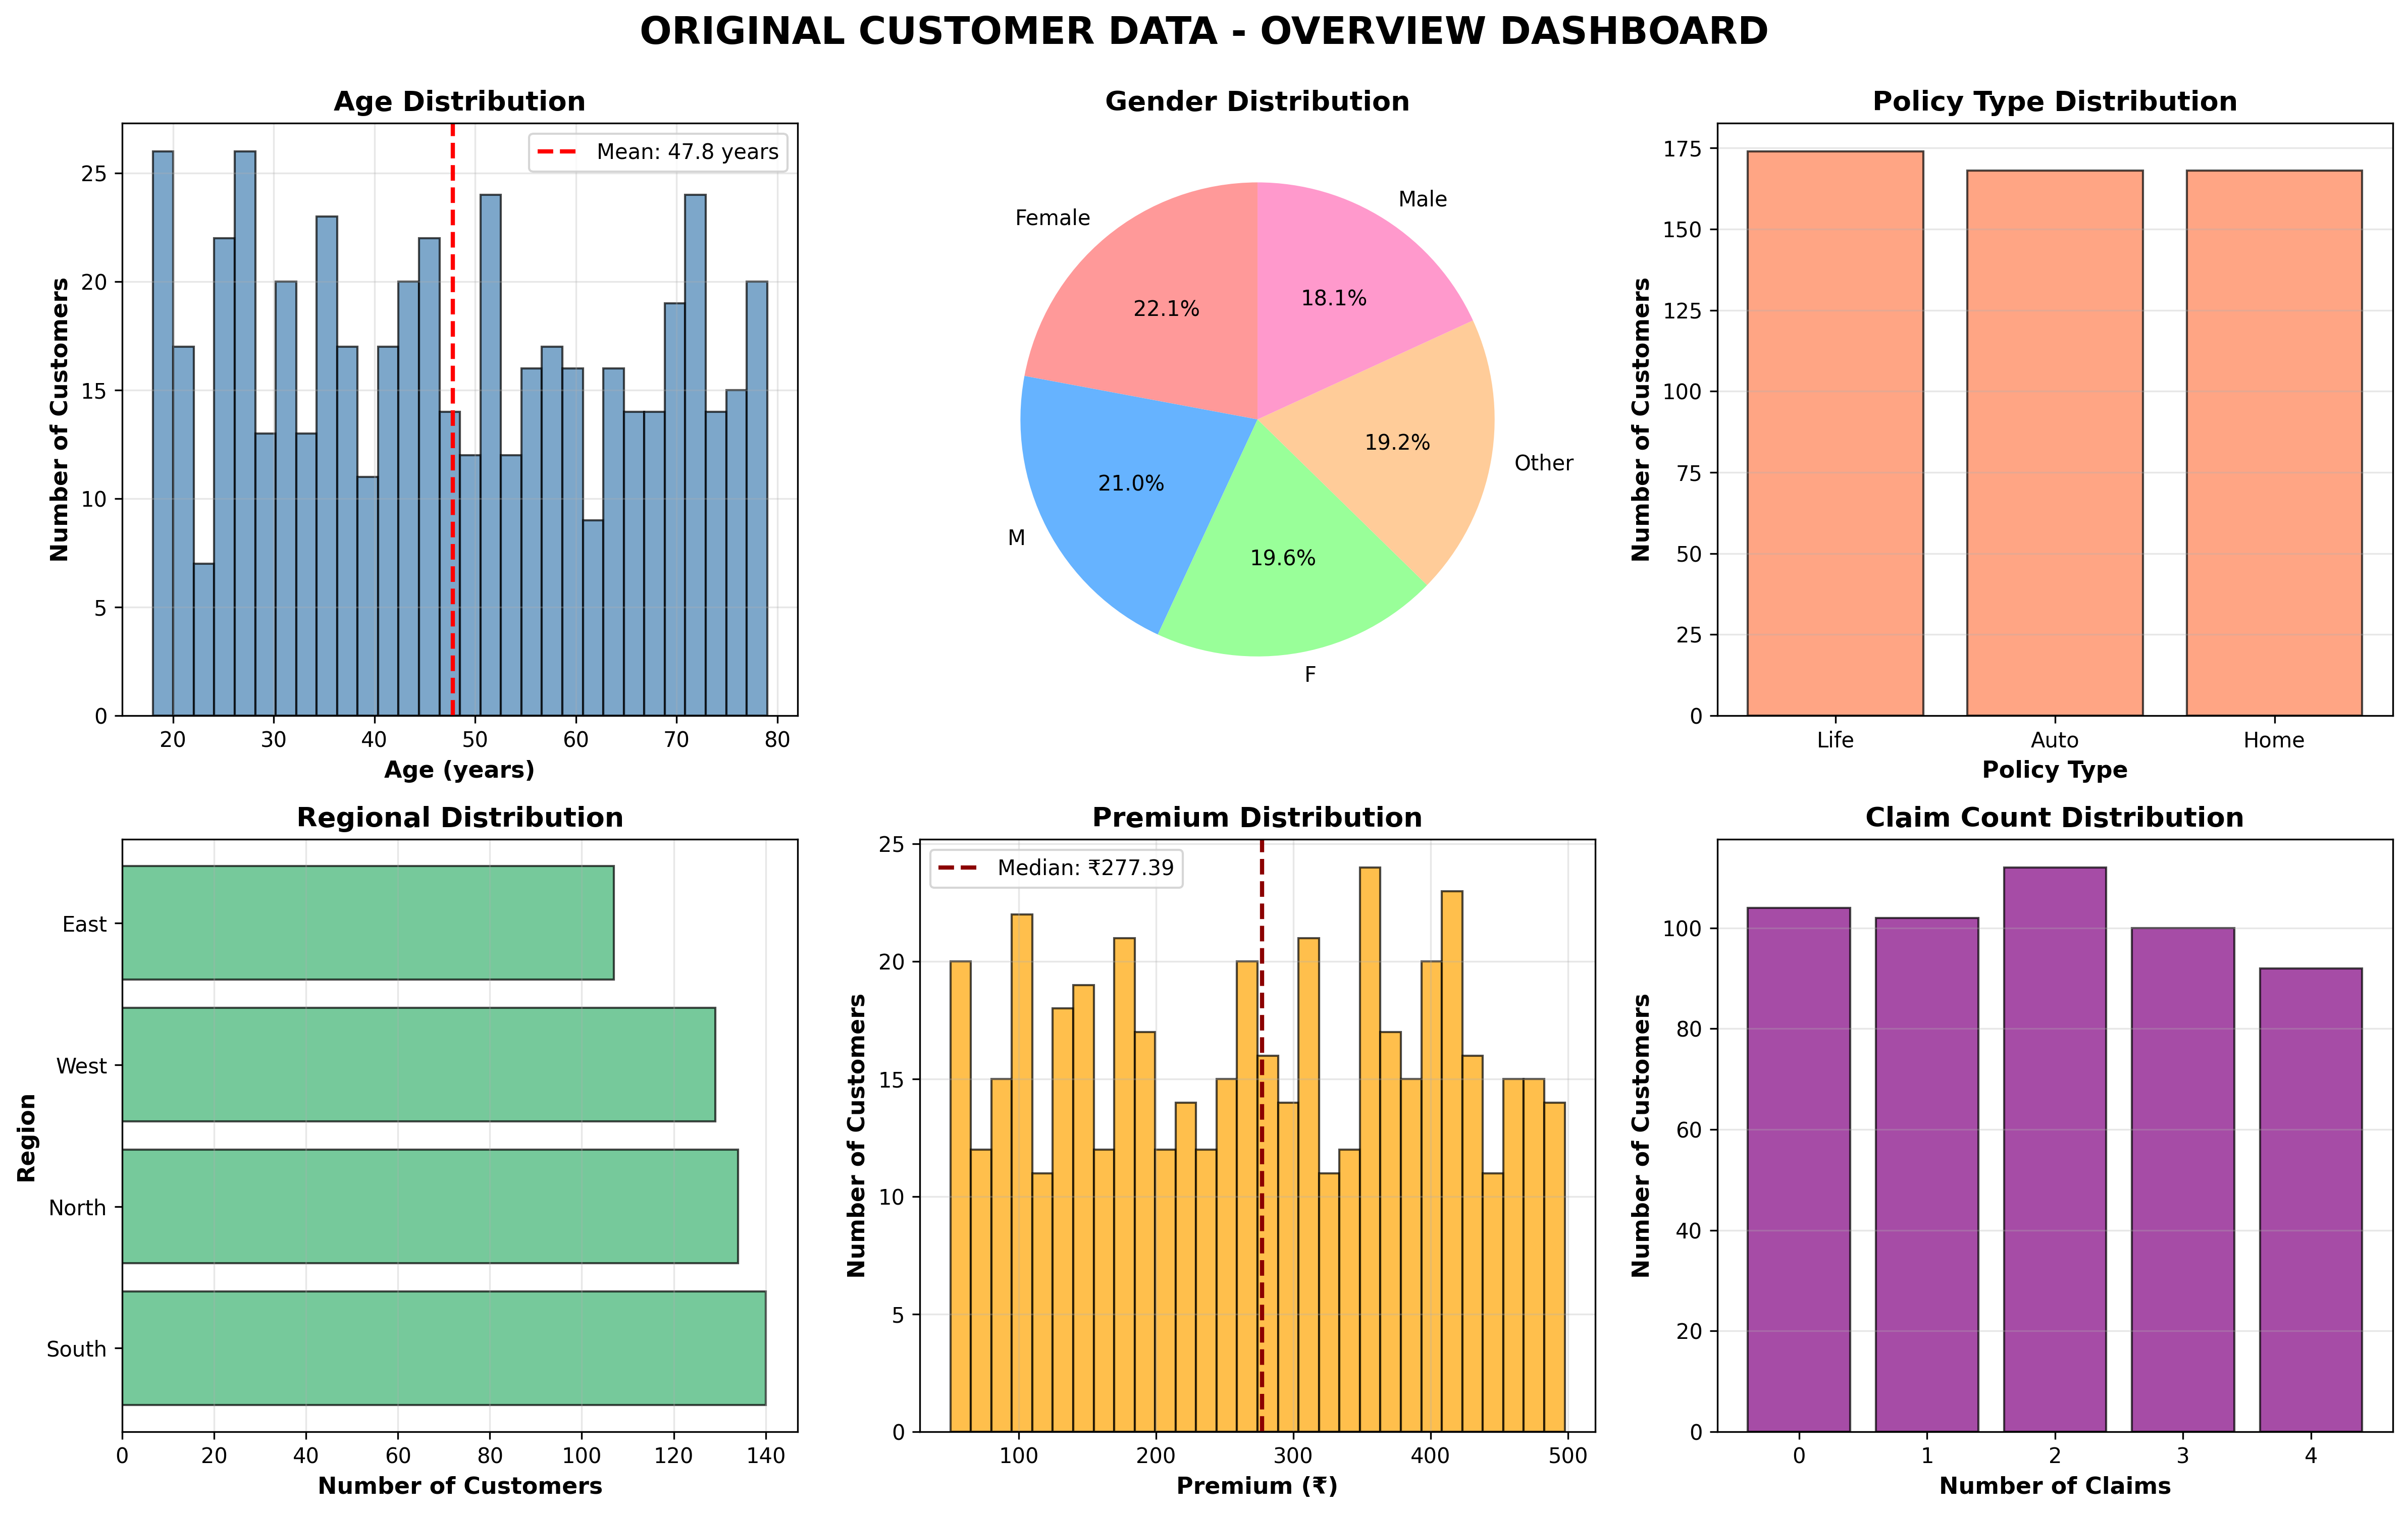 ORIGINAL CUSTOMER DATA - OVERVIEW DASHBOARD
Age Distribution
Number of Customers
25
20
15
10
5
0
Mean: 47.8 years
20 30 40 50 60 70 80
Age (years)
Gender Distribution
Female
Male
22.1%
18.1%
19.2%
Other
21.0%
M
19.6%
F
Policy Type Distribution
Number of Customers
175
150
125
100
75
50
25
0
Life Auto Home
Policy Type
Regional Distribution
Region
East
West
North
South
0 20 40 60 80 100 120 140
Number of Customers
Premium Distribution
Number of Customers
25
20
15
10
5
0
Median: ₹277.39
100 200 300 400 500
Premium (₹)
Claim Count Distribution
Number of Customers
100
80
60
40
20
0
0 1 2 3 4
Number of Claims